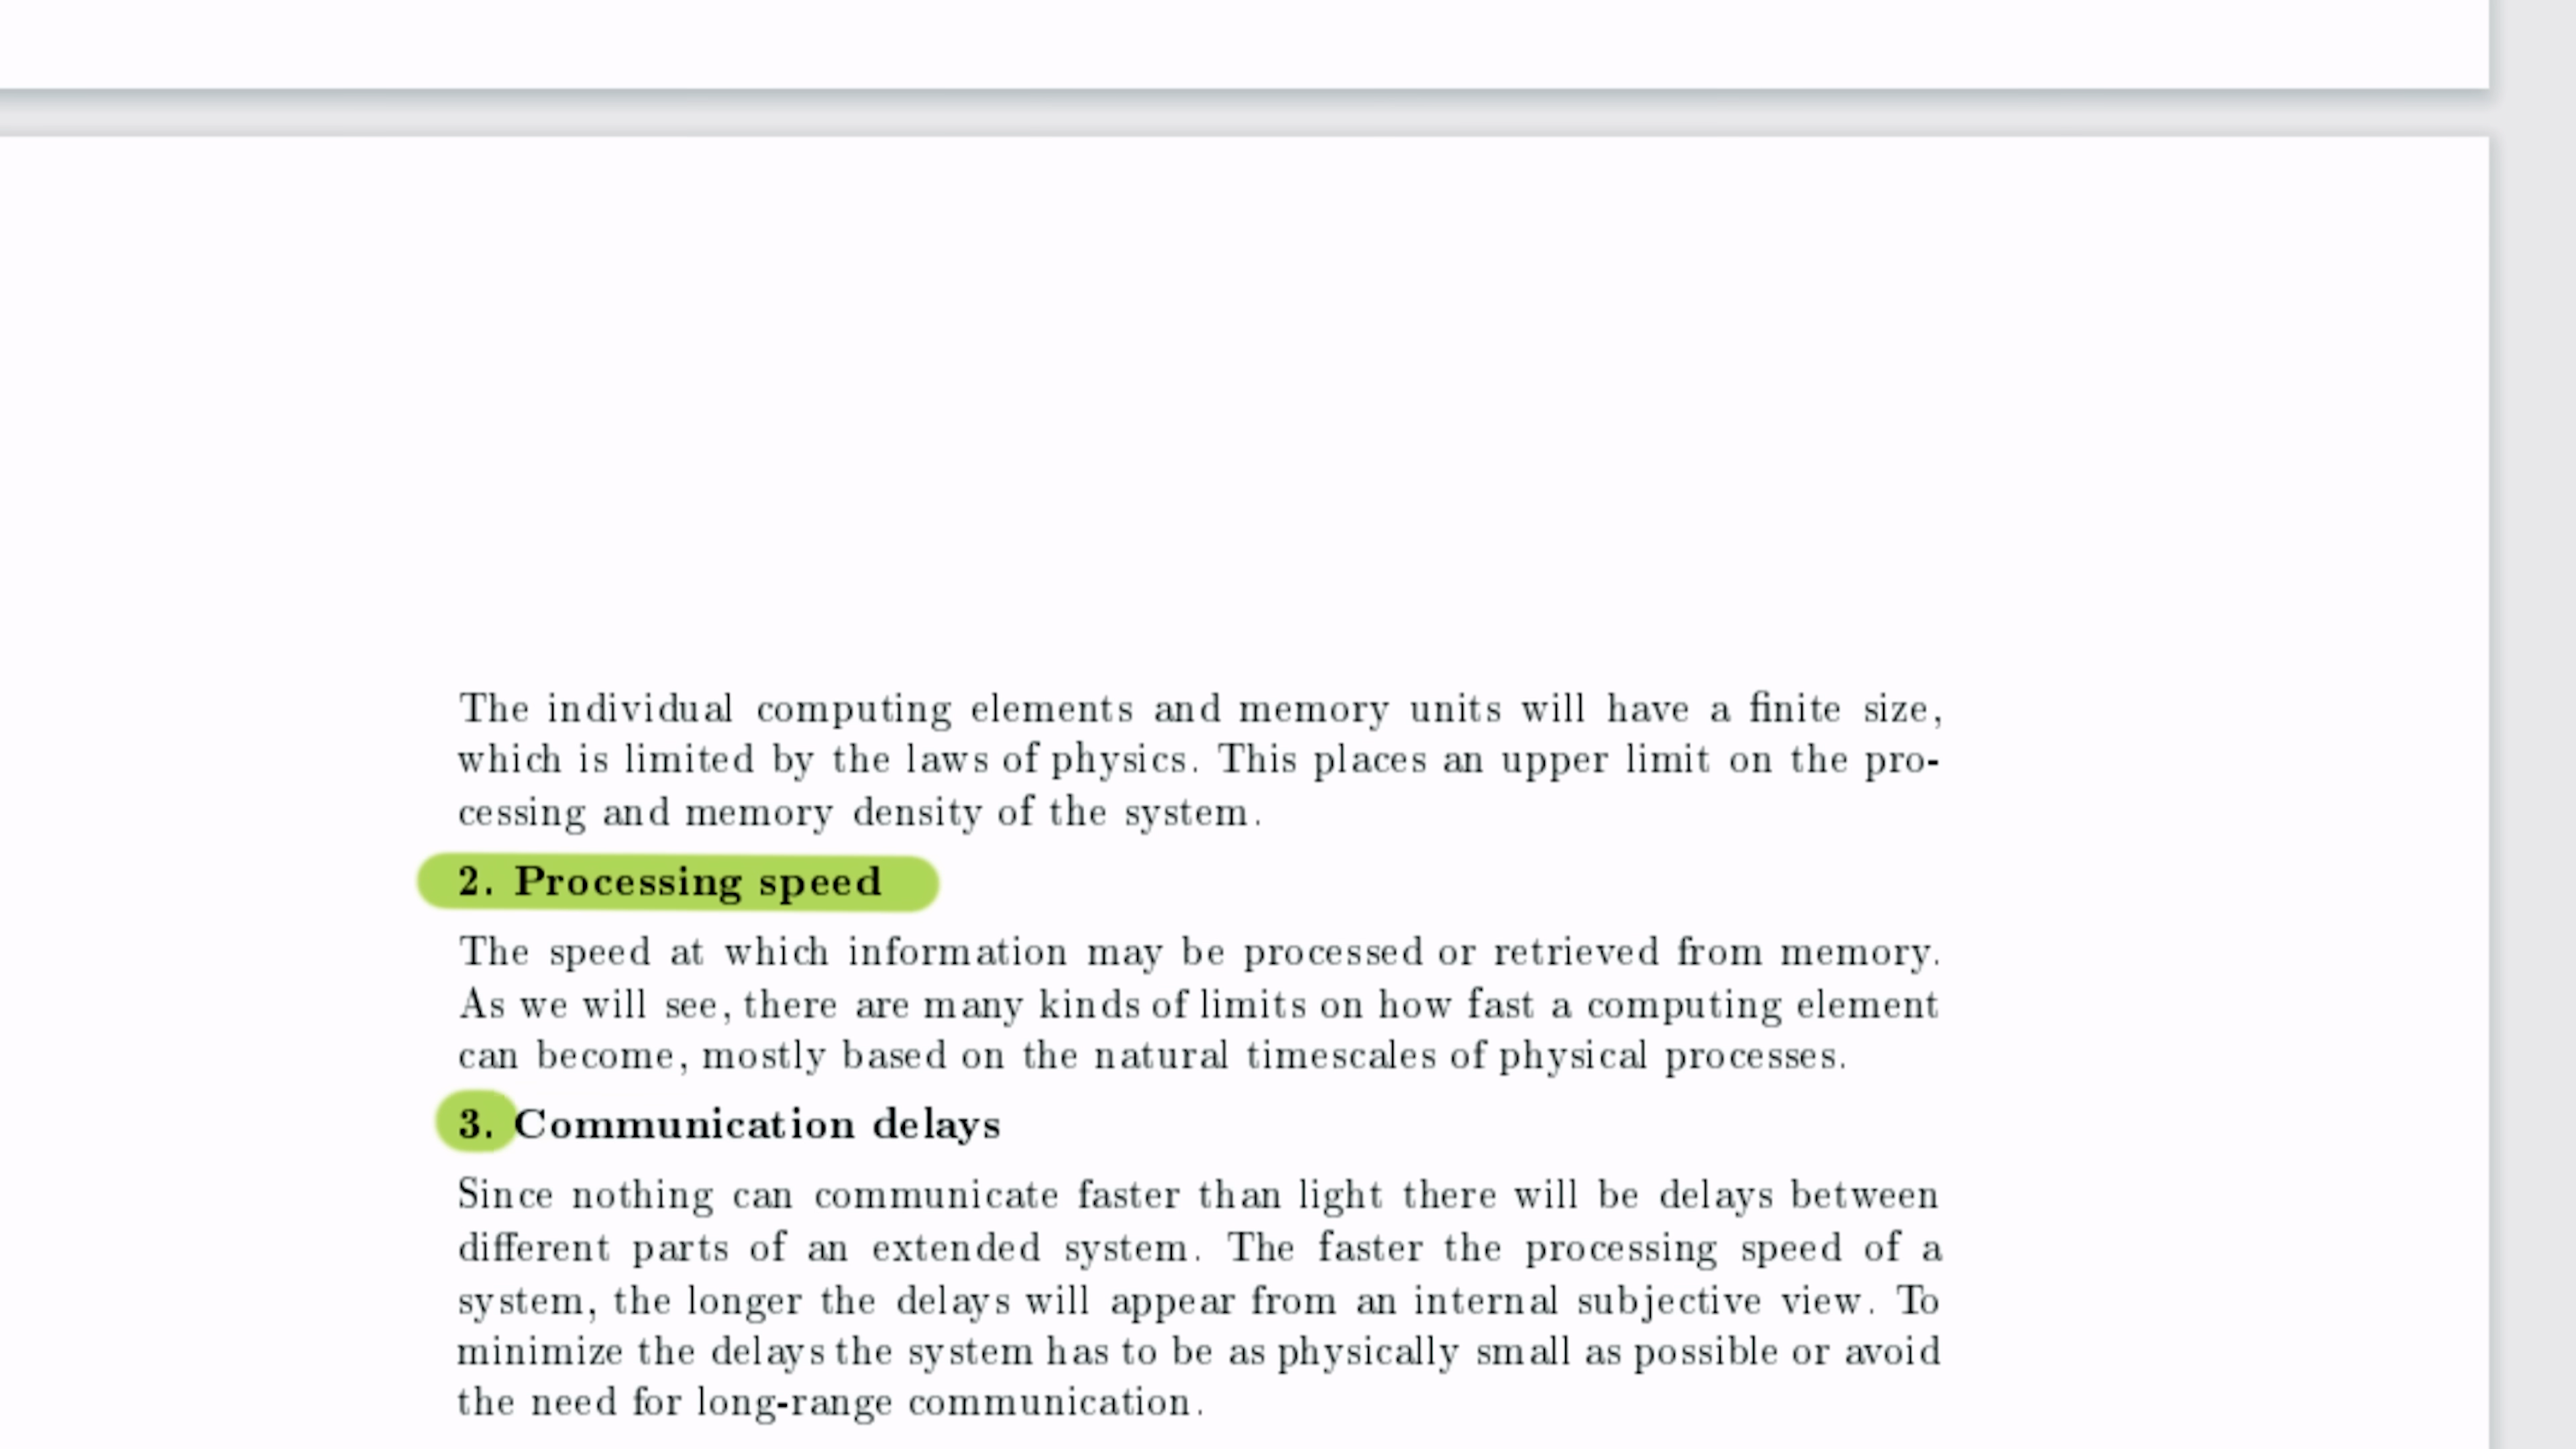 The individual computing elements and memory units will have a finite size,
which is limited by the laws of physics. This places an upper limit on the pro-
cessing and memory density of the system.
2. Processing speed
The speed at which information may be processed or retrieved from memory.
As we will see, there are many kinds of limits on how fast a computing element
can become, mostly based on the natural timescales of physical processes.
3. Communication delays
Since nothing can communicate faster than light there will be delays between
different parts of an extended system. The faster the processing speed of a
system, the longer the delays will appear from an internal subjective view. To
minimize the delays the system has to be as physically small as possible or avoid
the need for long-range communication.